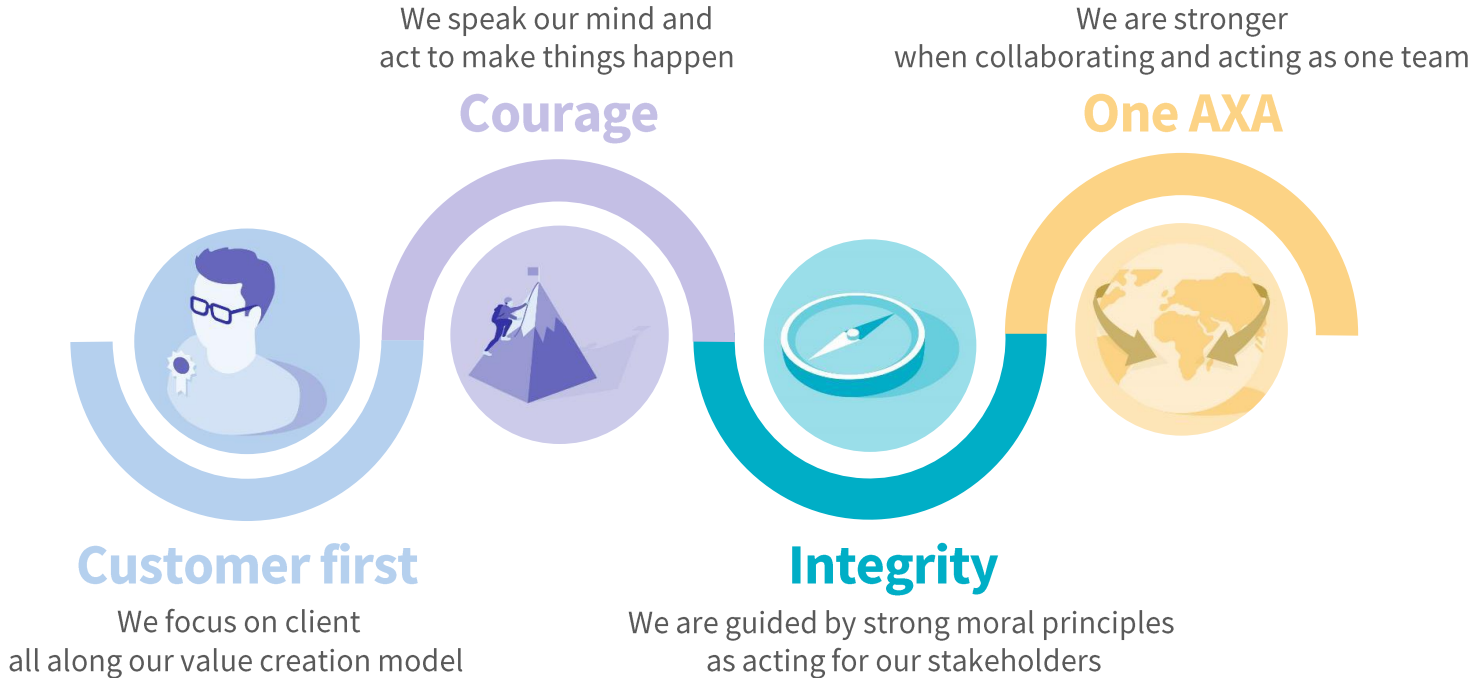 We speak our mind and
act to make things happen
Courage
We are stronger
when collaborating and acting as one team
One AXA
Customer first
We focus on client
all along our value creation model
Integrity
We are guided by strong moral principles
as acting for our stakeholders